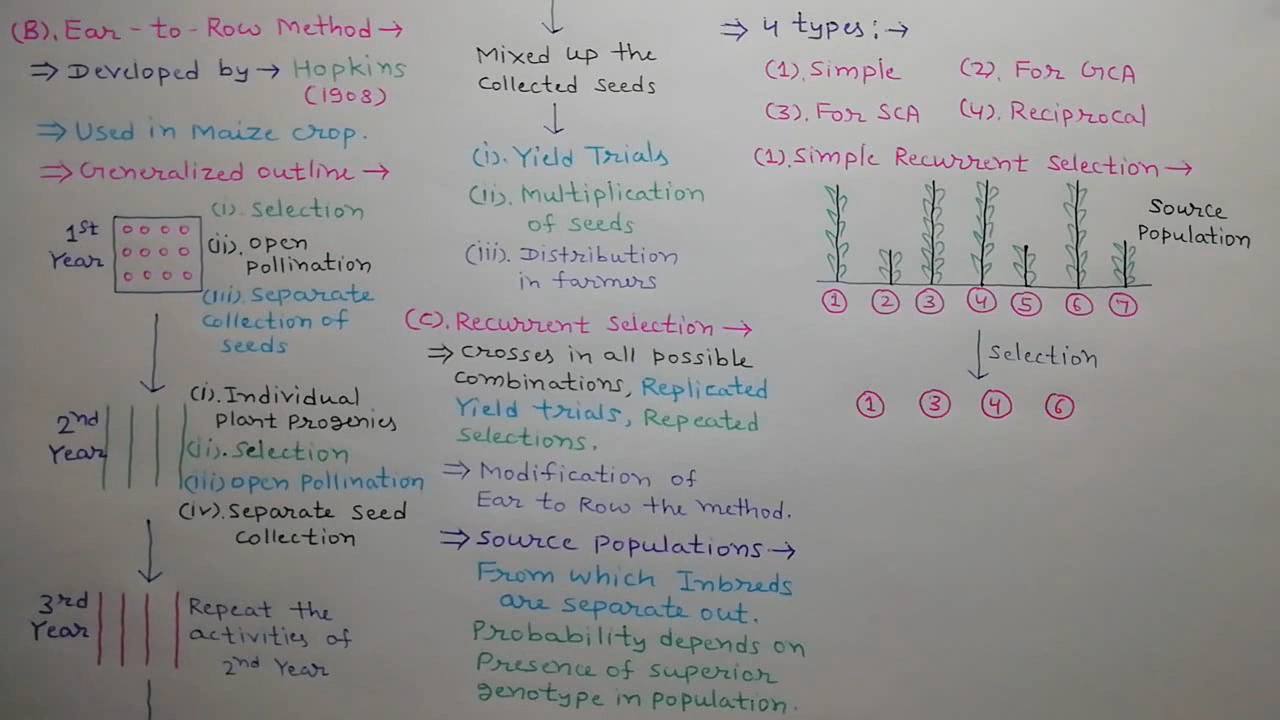 (B). Ear-to-Row Method→
⇒ Developed by → Hopkins
(1908)
⇒ Used in Maize crop.
⇒ Generalized outline →
1st
Year
(i). Selection
(ii). open
pollination
(iii). Separate
collection of
seeds
2nd
Year
(i). Individual
Plant Progenies
(ii). Selection
(iii) open Pollination
(iv). Separate seed
collection
3rd
Year
Repeat the
activities of
2nd Year
Mixed up the
Collected seeds
(i). Yield Trials
(ii). Multiplication
of seeds
(iii). Distribution
in farmers
(C). Recurrent Selection →
⇒ Crosses in all possible
combinations, Replicated
Yield trials, Repeated
Selections.
⇒ Modification of
Ear to Row the method.
⇒ Source Populations →
From which Inbreds
are separate out.
Probability depends on
Presence of superior
genotype in population.
⇒ 4 types:→
(1). Simple (2). For GCA
(3). For SCA (4). Reciprocal
(1). Simple Recurrent Selection →
Source
Population
1 2 3 4 5 6 7
Selection
1 3 4 6